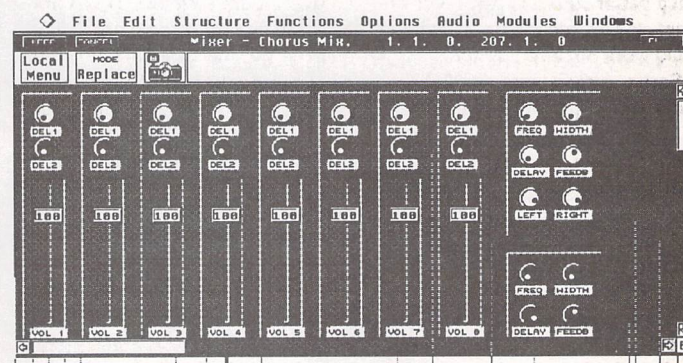 File Edit Structure Functions Options Audio Modules Windows
KEEP CANCEL Mixer - Chorus Mix. 1. 1. 0. 207. 1. 0
Local Menu MODE Replace
DEL1 DEL1 DEL1 DEL1 DEL1 DEL1 DEL1 DEL1 FREQ WIDTH
DEL2 DEL2 DEL2 DEL2 DEL2 DEL2 DEL2 DEL2 DELAY FEEDB
100 100 100 100 100 100 100 100 LEFT RIGHT
FREQ WIDTH
VOL 1 VOL 2 VOL 3 VOL 4 VOL 5 VOL 6 VOL 7 VOL 8 DELAY FEEDB